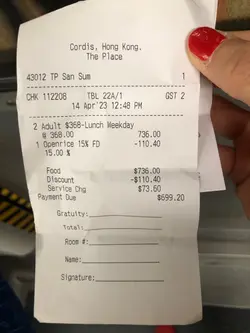 Cordis, Hong Kong.
The Place
43012 TP San Sum 1
CHK 112208 TBL 22A/1 GST 2
14 Apr'23 12:48 PM
2 Adult $368-Lunch Weekday
@ 368.00 736.00
1 Openrice 15% FD -110.40
15.00 %
Food $736.00
Discount -$110.40
Service Chg $73.60
Payment Due $699.20
Gratuity:
Total:
Room #:
Name:
Signature: